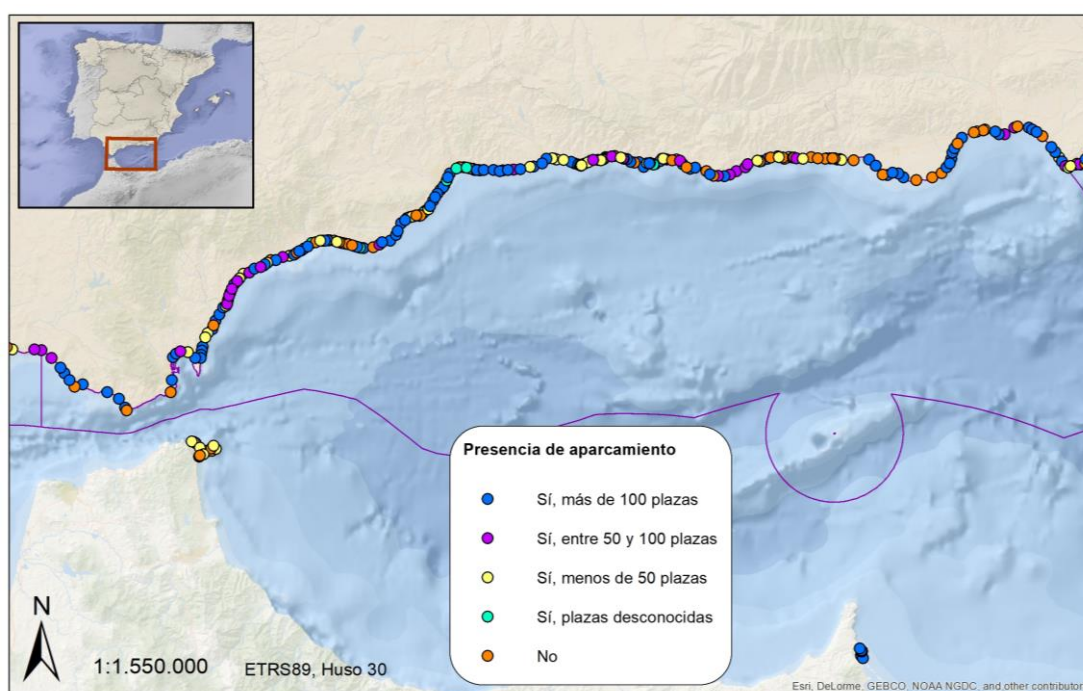 Presencia de aparcamiento
Sí, más de 100 plazas
Sí, entre 50 y 100 plazas
Sí, menos de 50 plazas
Sí, plazas desconocidas
No
N
1:1.550.000
ETRS89, Huso 30
Esri, DeLorme, GEBCO, NOAA NGDC, and other contributor